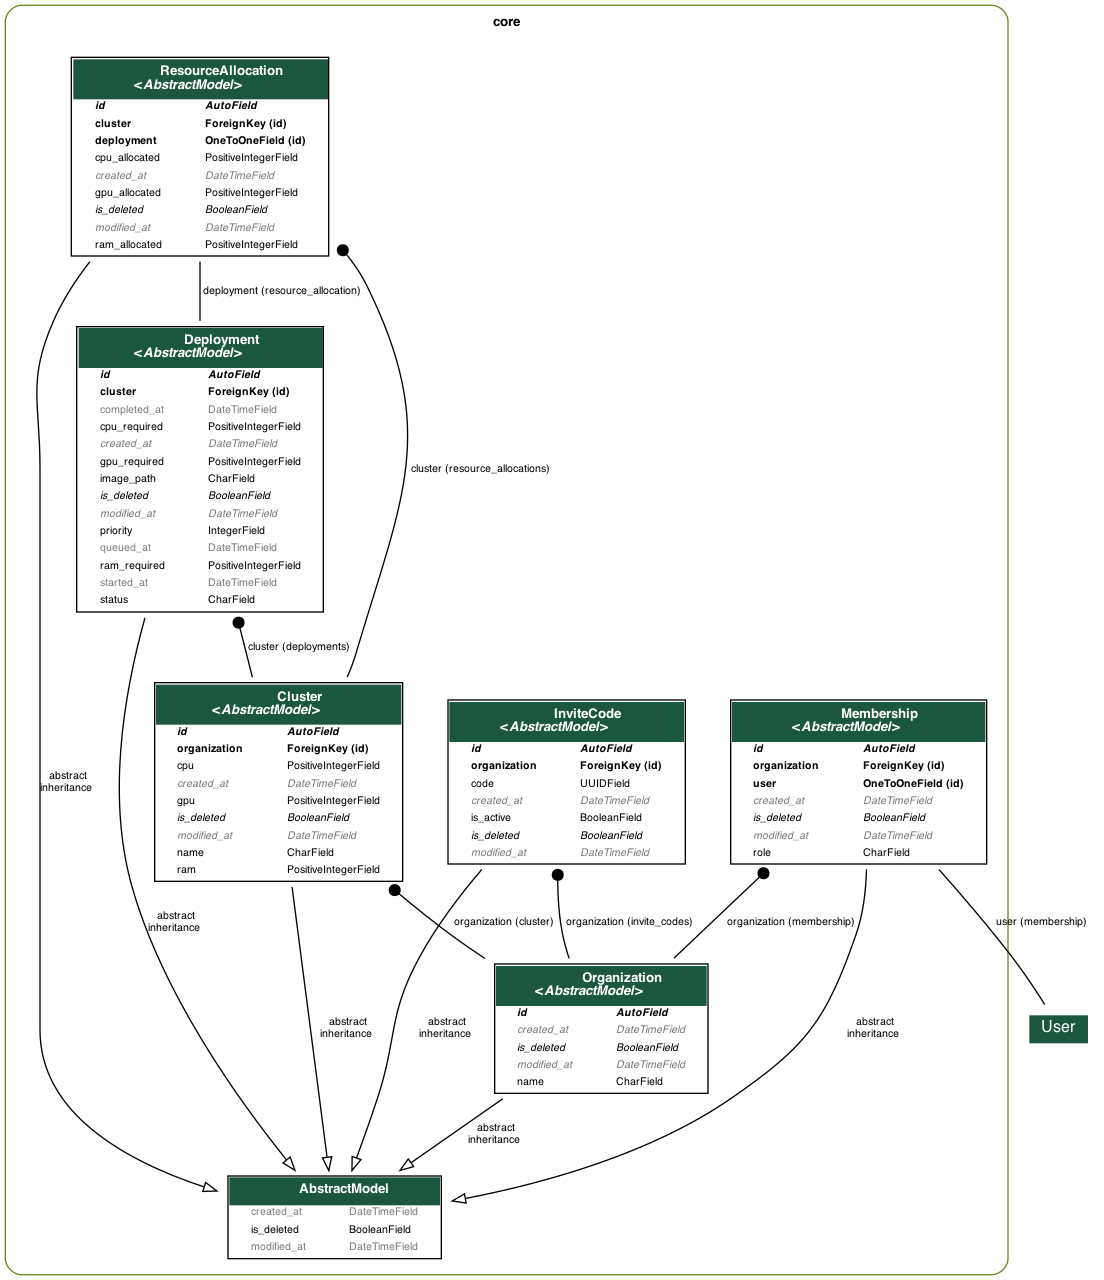 core
ResourceAllocation
<AbstractModel>
id AutoField
cluster ForeignKey (id)
deployment OneToOneField (id)
cpu_allocated PositiveIntegerField
created_at DateTimeField
gpu_allocated PositiveIntegerField
is_deleted BooleanField
modified_at DateTimeField
ram_allocated PositiveIntegerField
deployment (resource_allocation)
Deployment
<AbstractModel>
id AutoField
cluster ForeignKey (id)
completed_at DateTimeField
cpu_required PositiveIntegerField
created_at DateTimeField
gpu_required PositiveIntegerField
image_path CharField
is_deleted BooleanField
modified_at DateTimeField
priority IntegerField
queued_at DateTimeField
ram_required PositiveIntegerField
started_at DateTimeField
status CharField
cluster (resource_allocations)
cluster (deployments)
Cluster
<AbstractModel>
id AutoField
organization ForeignKey (id)
cpu PositiveIntegerField
created_at DateTimeField
gpu PositiveIntegerField
is_deleted BooleanField
modified_at DateTimeField
name CharField
ram PositiveIntegerField
InviteCode
<AbstractModel>
id AutoField
organization ForeignKey (id)
code UUIDField
created_at DateTimeField
is_active BooleanField
is_deleted BooleanField
modified_at DateTimeField
Membership
<AbstractModel>
id AutoField
organization ForeignKey (id)
user OneToOneField (id)
created_at DateTimeField
is_deleted BooleanField
modified_at DateTimeField
role CharField
abstract
inheritance
abstract
inheritance
organization (cluster)
organization (invite_codes)
organization (membership)
user (membership)
Organization
<AbstractModel>
id AutoField
created_at DateTimeField
is_deleted BooleanField
modified_at DateTimeField
name CharField
User
abstract
inheritance
abstract
inheritance
abstract
inheritance
abstract
inheritance
AbstractModel
created_at DateTimeField
is_deleted BooleanField
modified_at DateTimeField